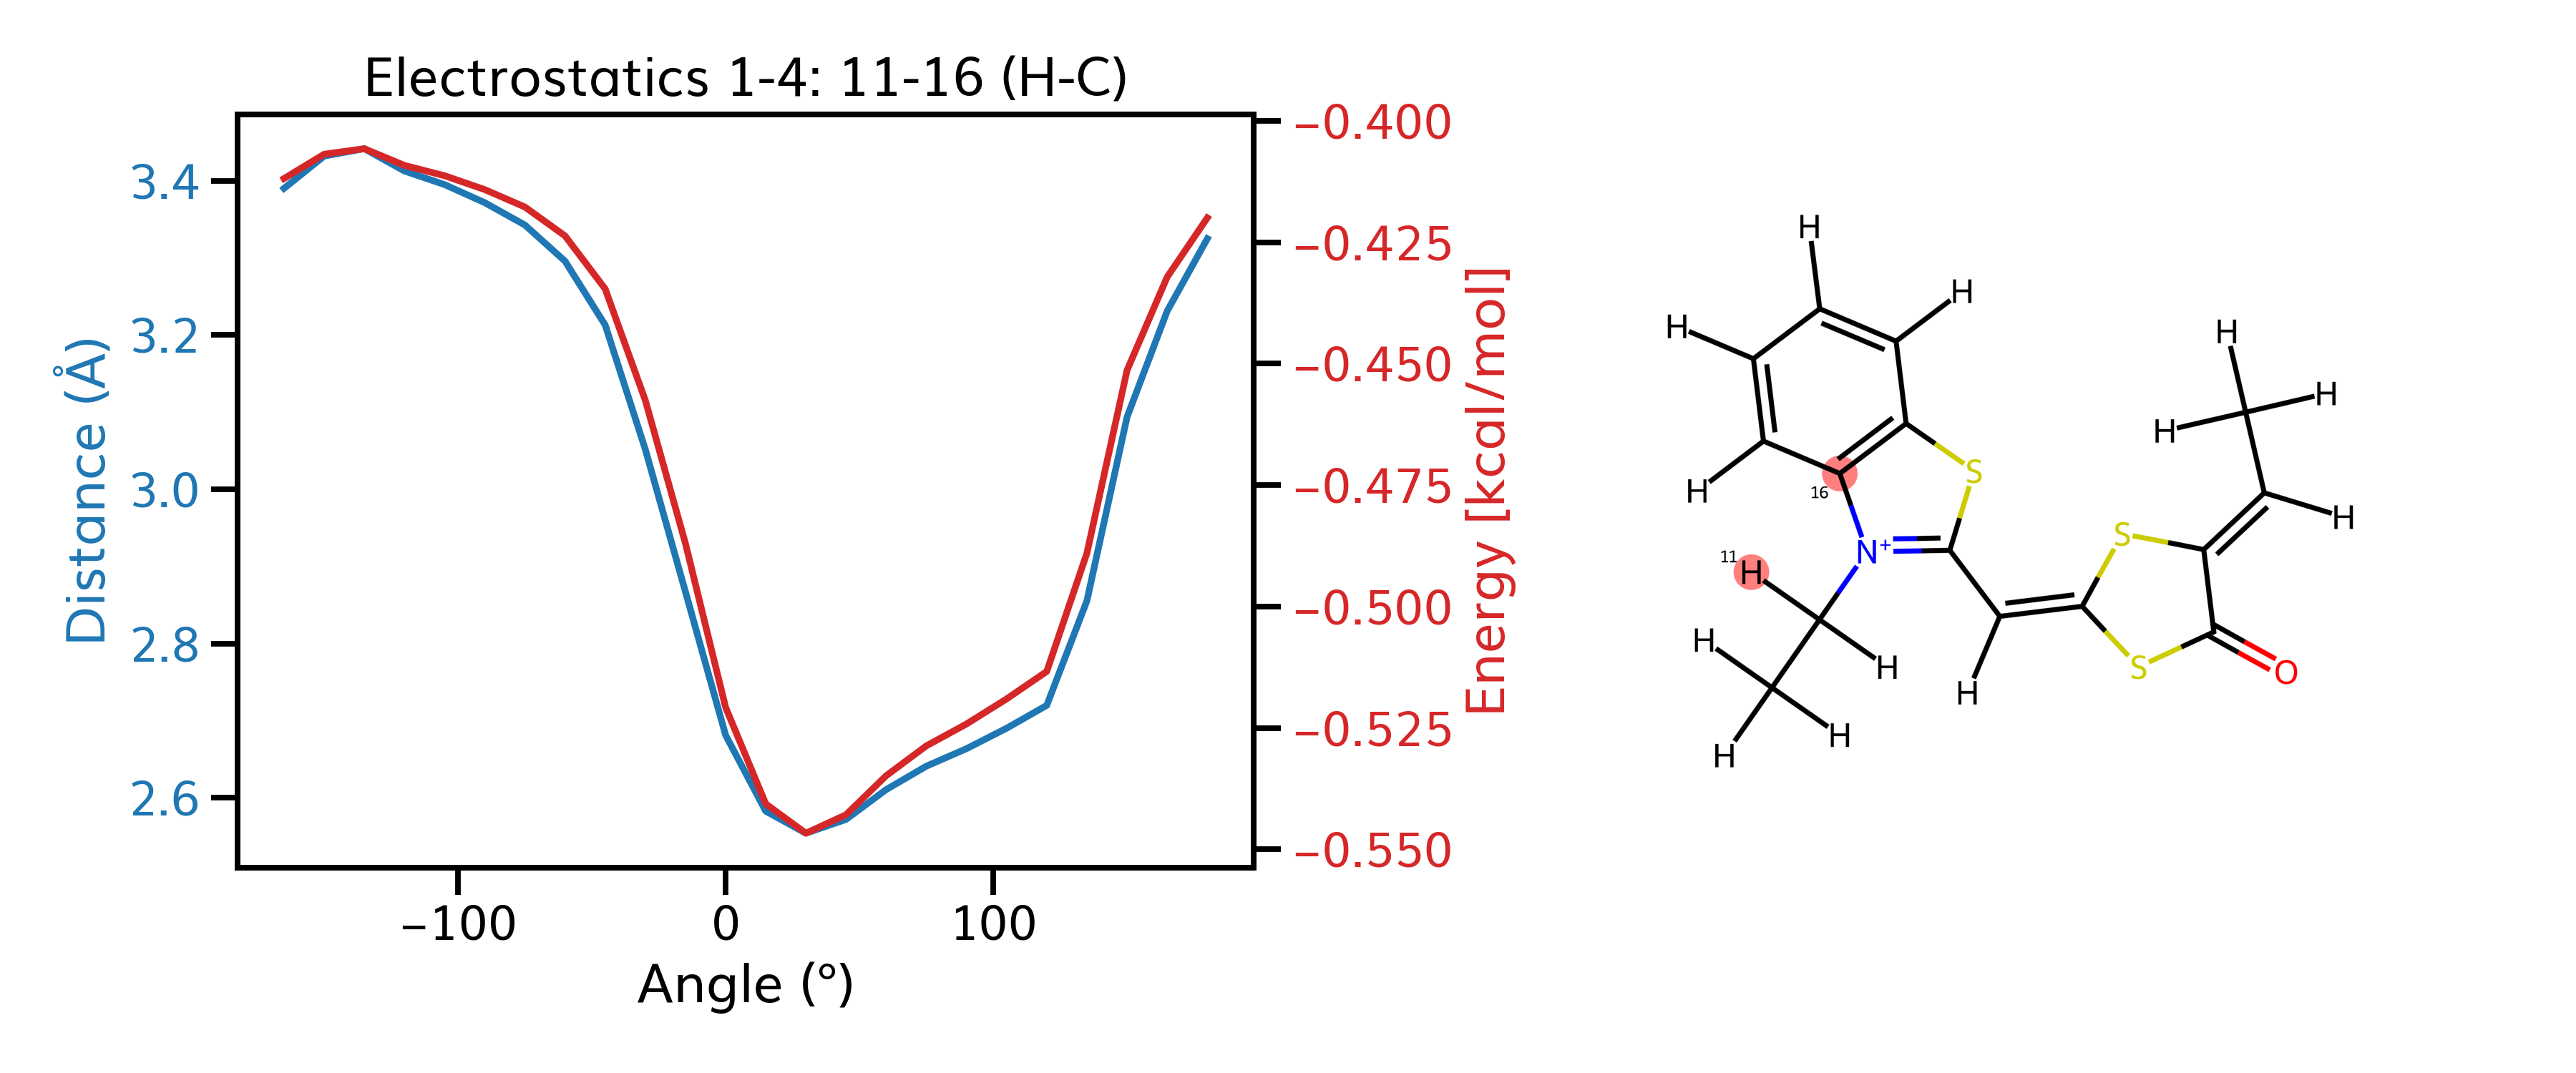 Electrostatics 1-4: 11-16 (H-C)
Distance (Å)
3.4
3.2
3.0
2.8
2.6
−100
0
100
Angle (°)
−0.400
−0.425
−0.450
−0.475
−0.500
−0.525
−0.550
Energy [kcal/mol]
H
H
H
H
H
H
H
S
H
16
S
N+
11
H
H
H
H
S
O
H
H